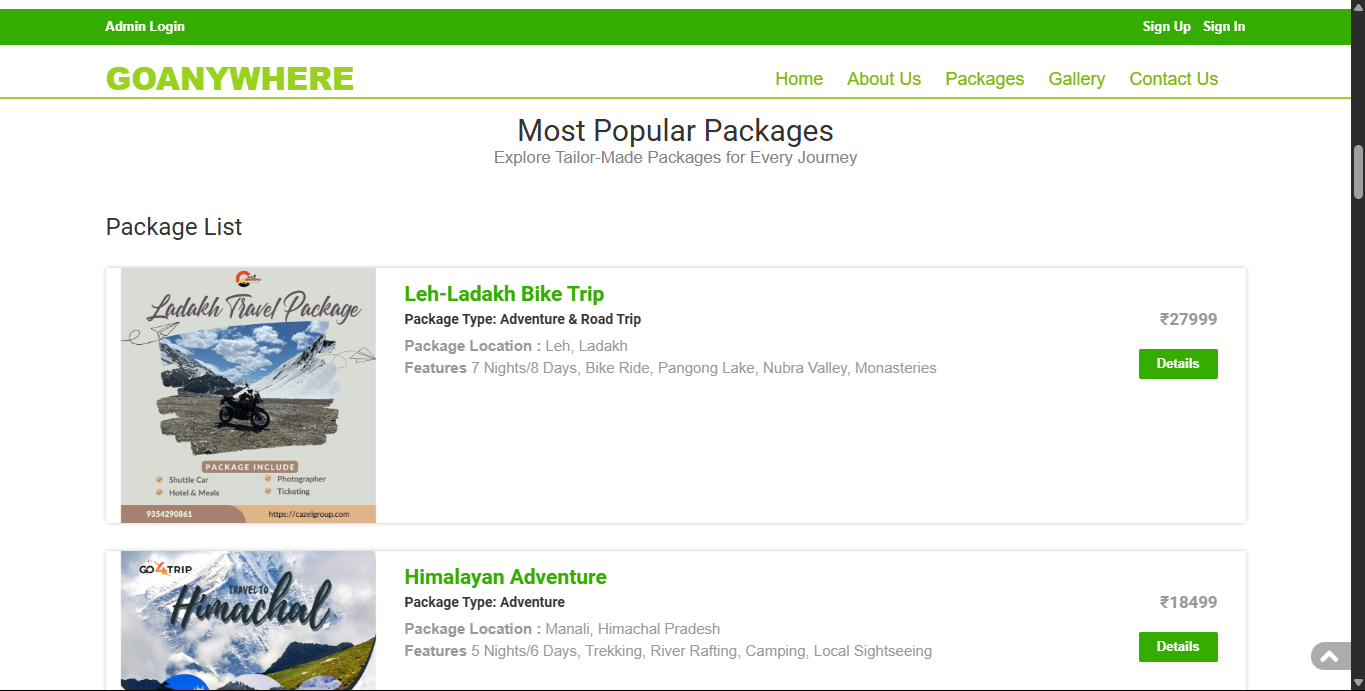 Admin Login
Sign Up Sign In
GOANYWHERE
Home About Us Packages Gallery Contact Us
Most Popular Packages
Explore Tailor-Made Packages for Every Journey
Package List
Ladakh Travel Package
PACKAGE INCLUDE
Shuttle Car Photographer
Hotel & Meals Ticketing
9354290861 https://cazelgroup.com
Leh-Ladakh Bike Trip
Package Type: Adventure & Road Trip
₹27999
Package Location : Leh, Ladakh
Features 7 Nights/8 Days, Bike Ride, Pangong Lake, Nubra Valley, Monasteries
Details
GO4TRIP
TRAVEL TO
Himachal
Himalayan Adventure
Package Type: Adventure
₹18499
Package Location : Manali, Himachal Pradesh
Features 5 Nights/6 Days, Trekking, River Rafting, Camping, Local Sightseeing
Details